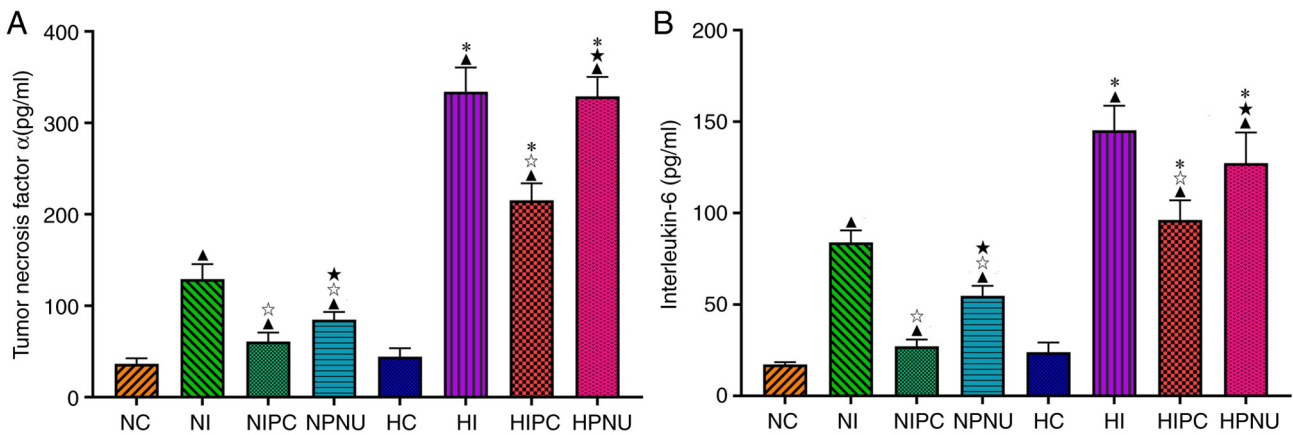 A
Tumor necrosis factor α(pg/ml)
400
300
200
100
0
NC NI NIPC NPNU HC HI HIPC HPNU
* * *
B
Interleukin-6 (pg/ml)
200
150
100
50
0
NC NI NIPC NPNU HC HI HIPC HPNU
* * *